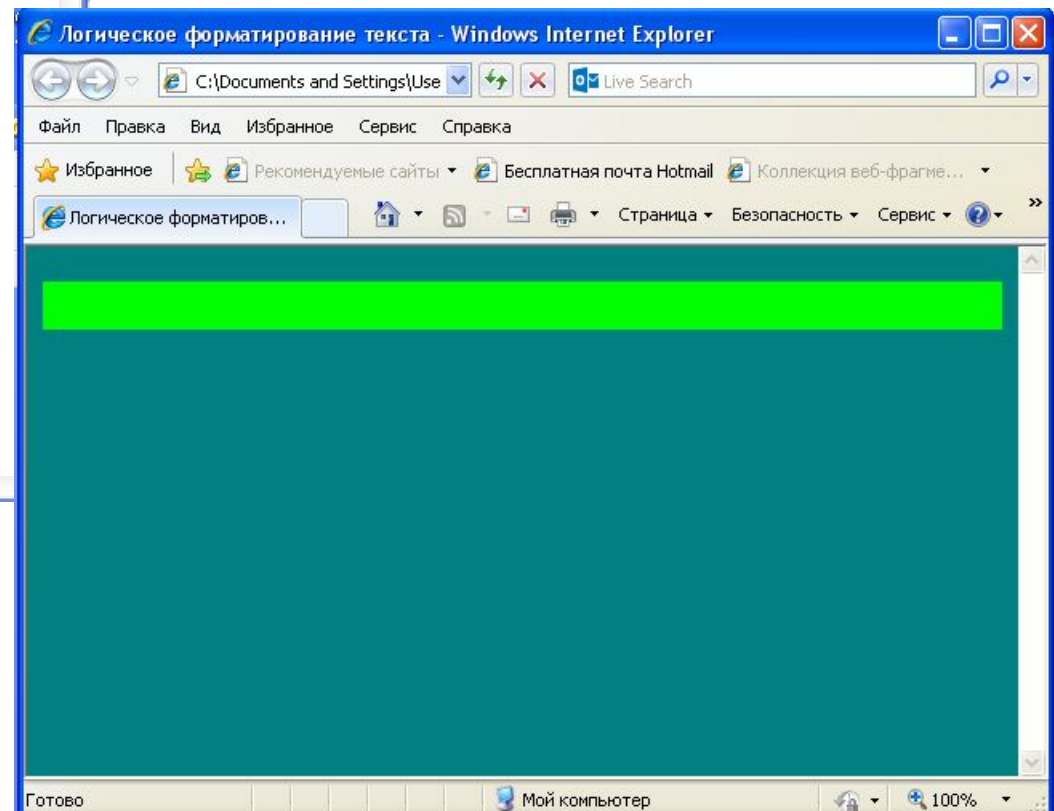 Логическое форматирование текста - Windows Internet Explorer
C:\Documents and Settings\Use Live Search
Файл Правка Вид Избранное Сервис Справка
Избранное Рекомендуемые сайты Бесплатная почта Hotmail Коллекция веб-фрагме...
Логическое форматиров... Страница Безопасность Сервис »
Готово Мой компьютер 100%